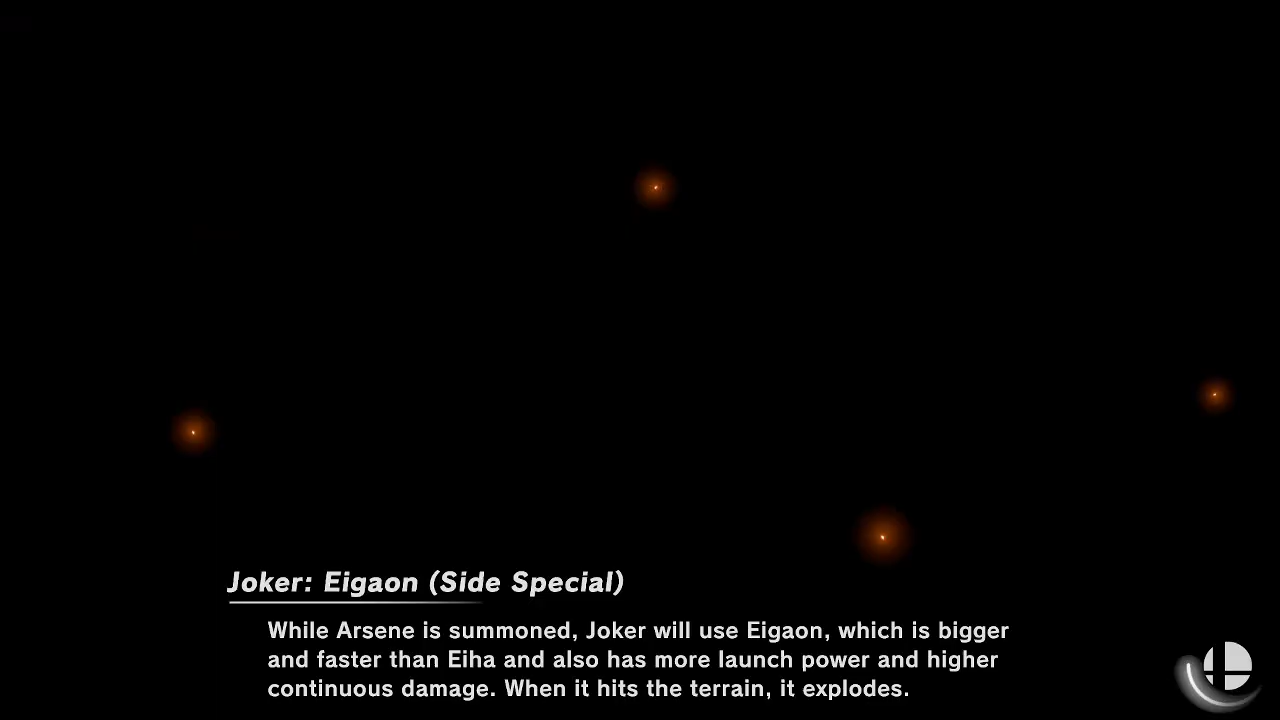 Joker: Eigaon (Side Special)
While Arsene is summoned, Joker will use Eigaon, which is bigger
and faster than Eiha and also has more launch power and higher
continuous damage. When it hits the terrain, it explodes.